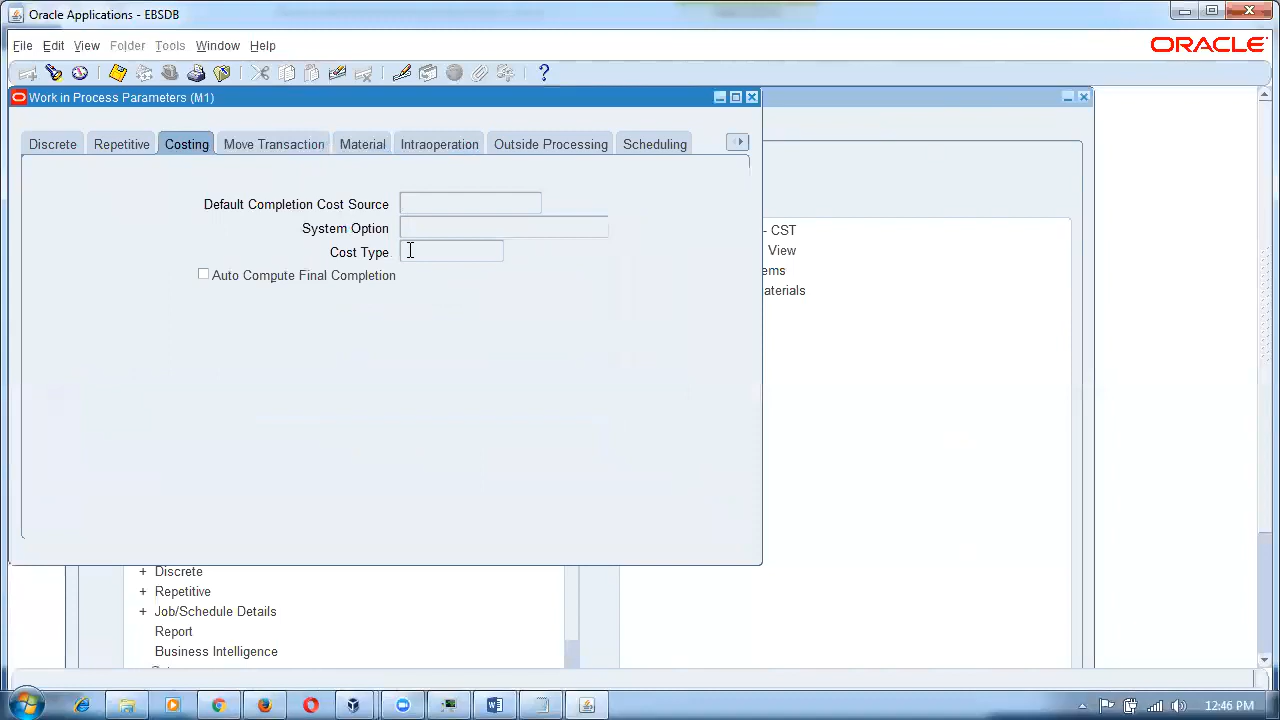 Oracle Applications - EBSDB
File Edit View Folder Tools Window Help
ORACLE
Work in Process Parameters (M1)
Discrete Repetitive Costing Move Transaction Material Intraoperation Outside Processing Scheduling
Default Completion Cost Source
System Option
Cost Type
Auto Compute Final Completion
- CST
View
ems
aterials
+ Discrete
+ Repetitive
+ Job/Schedule Details
Report
Business Intelligence
12:46 PM